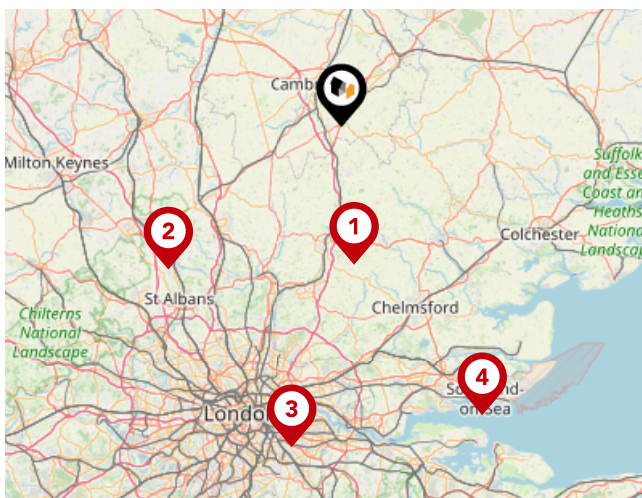 Camb
Milton Keynes
Suffolk
and Esse
Coast an
Heaths
Nationa
Landscap
1
2
Colchester
St Albans
Chelmsford
Chilterns
National
Landscape
4
So end-
on-Sea
3
London